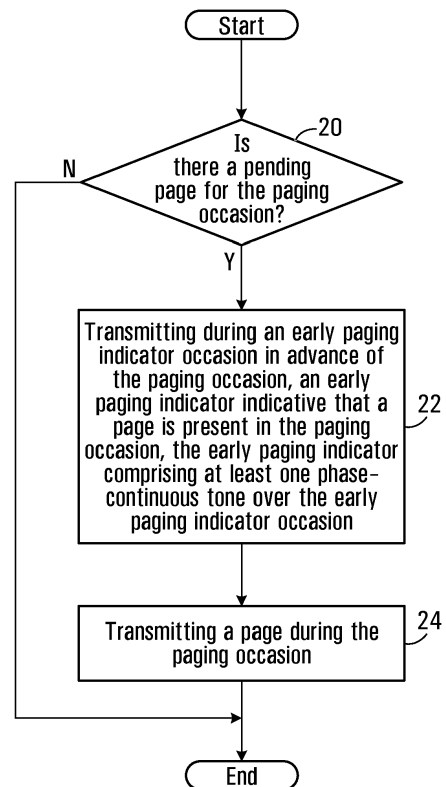 Start
20
Is
there a pending
page for the paging
occasion?
N
Y
Transmitting during an early paging
indicator occasion in advance of
the paging occasion, an early
paging indicator indicative that a
page is present in the paging
occasion, the early paging indicator
comprising at least one phase-
continuous tone over the early
paging indicator occasion
22
Transmitting a page during the
paging occasion
24
End